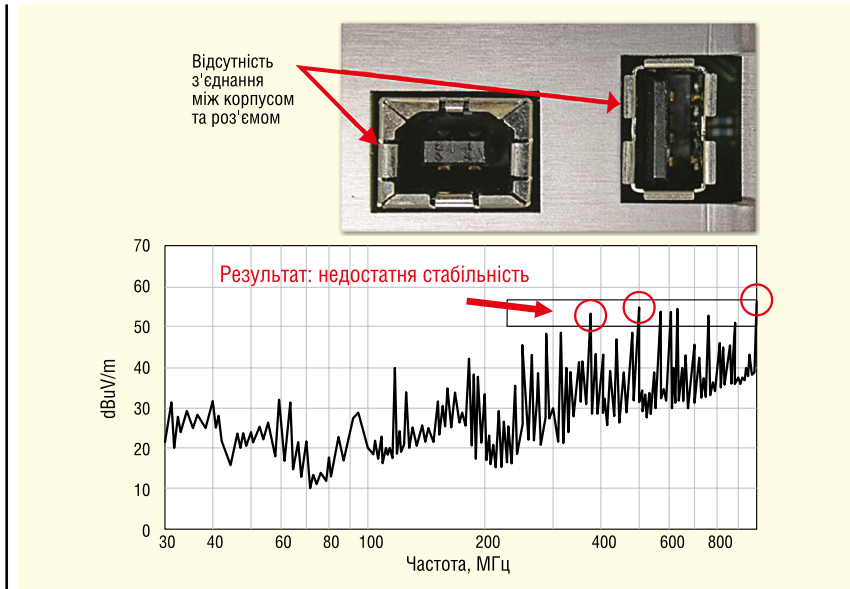 Відсутність
з'єднання
між корпусом
та роз'ємом
70
60
50
40
30
20
10
0
dBuV/m
Результат: недостатня стабільність
30 40 60 80 100 200 400 600 800
Частота, МГц